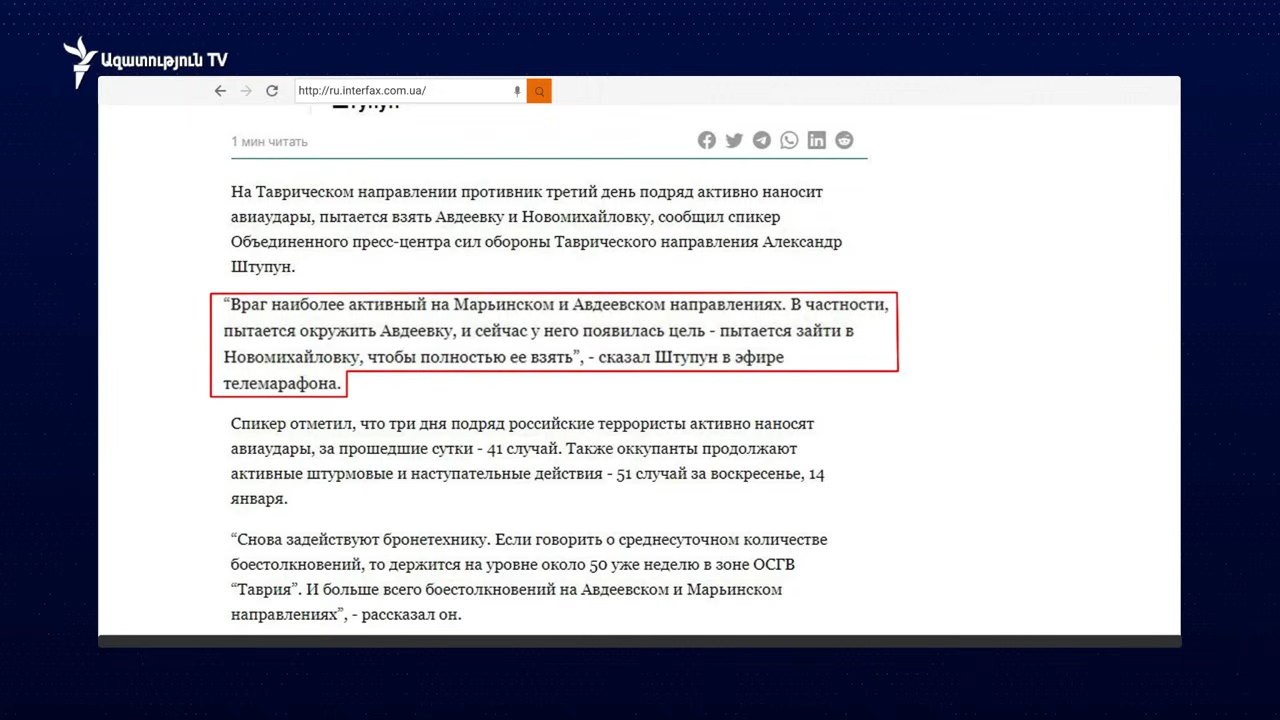 Ազատություն TV
http://ru.interfax.com.ua/
Штупун
1 мин читать
На Таврическом направлении противник третий день подряд активно наносит
авиаудары, пытается взять Авдеевку и Новомихайловку, сообщил спикер
Объединенного пресс-центра сил обороны Таврического направления Александр
Штупун.
“Враг наиболее активный на Марьинском и Авдеевском направлениях. В частности,
пытается окружить Авдеевку, и сейчас у него появилась цель - пытается зайти в
Новомихайловку, чтобы полностью ее взять”, - сказал Штупун в эфире
телемарафона.
Спикер отметил, что три дня подряд российские террористы активно наносят
авиаудары, за прошедшие сутки - 41 случай. Также оккупанты продолжают
активные штурмовые и наступательные действия - 51 случай за воскресенье, 14
января.
“Снова задействуют бронетехнику. Если говорить о среднесуточном количестве
боестолкновений, то держится на уровне около 50 уже неделю в зоне ОСГВ
“Таврия”. И больше всего боестолкновений на Авдеевском и Марьинском
направлениях”, - рассказал он.